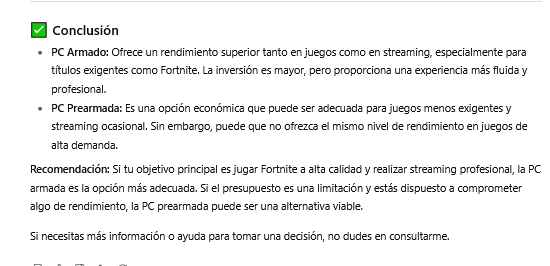 ✅ Conclusión
• PC Armado: Ofrece un rendimiento superior tanto en juegos como en streaming, especialmente para
títulos exigentes como Fortnite. La inversión es mayor, pero proporciona una experiencia más fluida y
profesional.
• PC Prearmada: Es una opción económica que puede ser adecuada para juegos menos exigentes y
streaming ocasional. Sin embargo, puede que no ofrezca el mismo nivel de rendimiento en juegos de
alta demanda.
Recomendación: Si tu objetivo principal es jugar Fortnite a alta calidad y realizar streaming profesional, la PC
armada es la opción más adecuada. Si el presupuesto es una limitación y estás dispuesto a comprometer
algo de rendimiento, la PC prearmada puede ser una alternativa viable.
Si necesitas más información o ayuda para tomar una decisión, no dudes en consultarme.